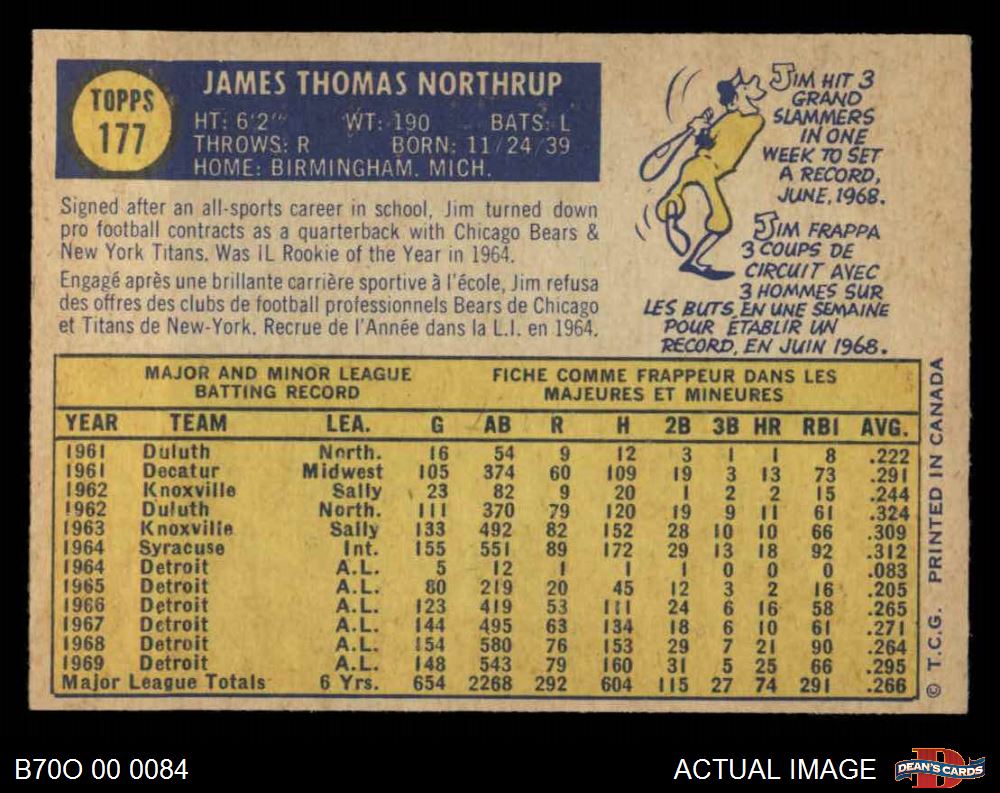 TOPPS
177
JAMES THOMAS NORTHRUP
HT: 6'2" WT: 190 BATS: L
THROWS: R BORN: 11/24/39
HOME: BIRMINGHAM, MICH.
Signed after an all-sports career in school, Jim turned down
pro football contracts as a quarterback with Chicago Bears &
New York Titans. Was IL Rookie of the Year in 1964.
Engagé après une brillante carrière sportive à l'école, Jim refusa
des offres des clubs de football professionnels Bears de Chicago
et Titans de New-York. Recrue de l'Année dans la L.I. en 1964.
JIM HIT 3
GRAND
SLAMMERS
IN ONE
WEEK TO SET
A RECORD,
JUNE, 1968.
JIM FRAPPA
3 COUPS DE
CIRCUIT AVEC
3 HOMMES SUR
LES BUTS, EN UNE SEMAINE
POUR ÉTABLIR UN
RECORD, EN JUIN 1968.
MAJOR AND MINOR LEAGUE
BATTING RECORD
FICHE COMME FRAPPEUR DANS LES
MAJEURES ET MINEURES
YEAR TEAM LEA. G AB R H 2B 3B HR RBI AVG.
1961 Duluth North. 16 54 9 12 3 1 1 8 .222
1961 Decatur Midwest 105 374 60 109 19 3 13 73 .291
1962 Knoxville Sally 23 82 9 20 1 2 2 15 .244
1962 Duluth North. 111 370 79 120 19 9 11 61 .324
1963 Knoxville Sally 133 492 82 152 28 10 10 66 .309
1964 Syracuse Int. 155 551 89 172 29 13 18 92 .312
1964 Detroit A.L. 5 12 1 1 1 0 0 0 .083
1965 Detroit A.L. 80 219 20 45 12 3 2 16 .205
1966 Detroit A.L. 123 419 53 111 24 6 16 58 .265
1967 Detroit A.L. 144 495 63 134 18 6 10 61 .271
1968 Detroit A.L. 154 580 76 153 29 7 21 90 .264
1969 Detroit A.L. 148 543 79 160 31 5 25 66 .295
Major League Totals 6 Yrs. 654 2268 292 604 115 27 74 291 .266
© T.C.G. PRINTED IN CANADA
B70O 00 0084
ACTUAL IMAGE
DEAN'S CARDS